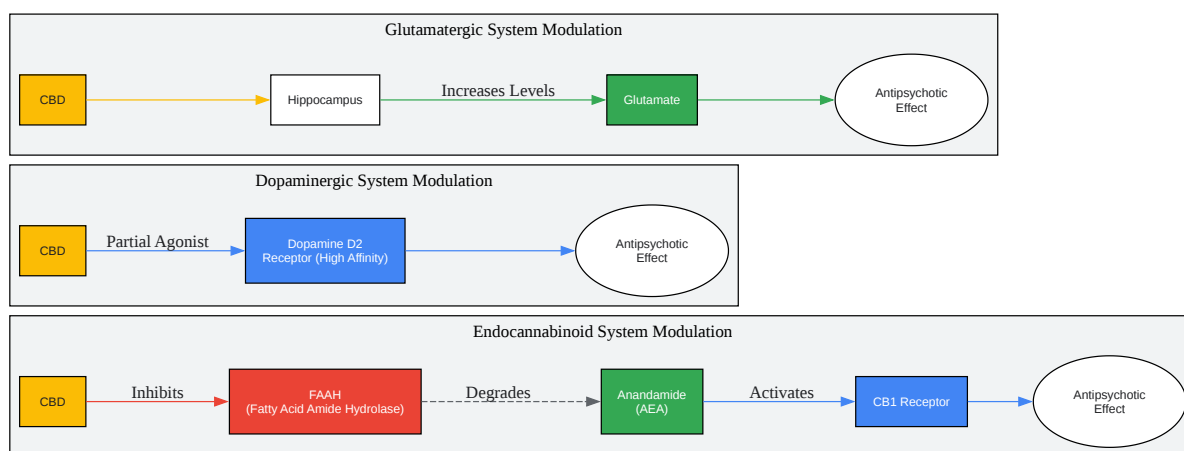 Glutamatergic System Modulation
CBD
Hippocampus
Increases Levels
Glutamate
Antipsychotic
Effect
Dopaminergic System Modulation
CBD
Partial Agonist
Dopamine D2
Receptor (High Affinity)
Antipsychotic
Effect
Endocannabinoid System Modulation
CBD
Inhibits
FAAH
(Fatty Acid Amide Hydrolase)
Degrades
Anandamide
(AEA)
Activates
CB1 Receptor
Antipsychotic
Effect